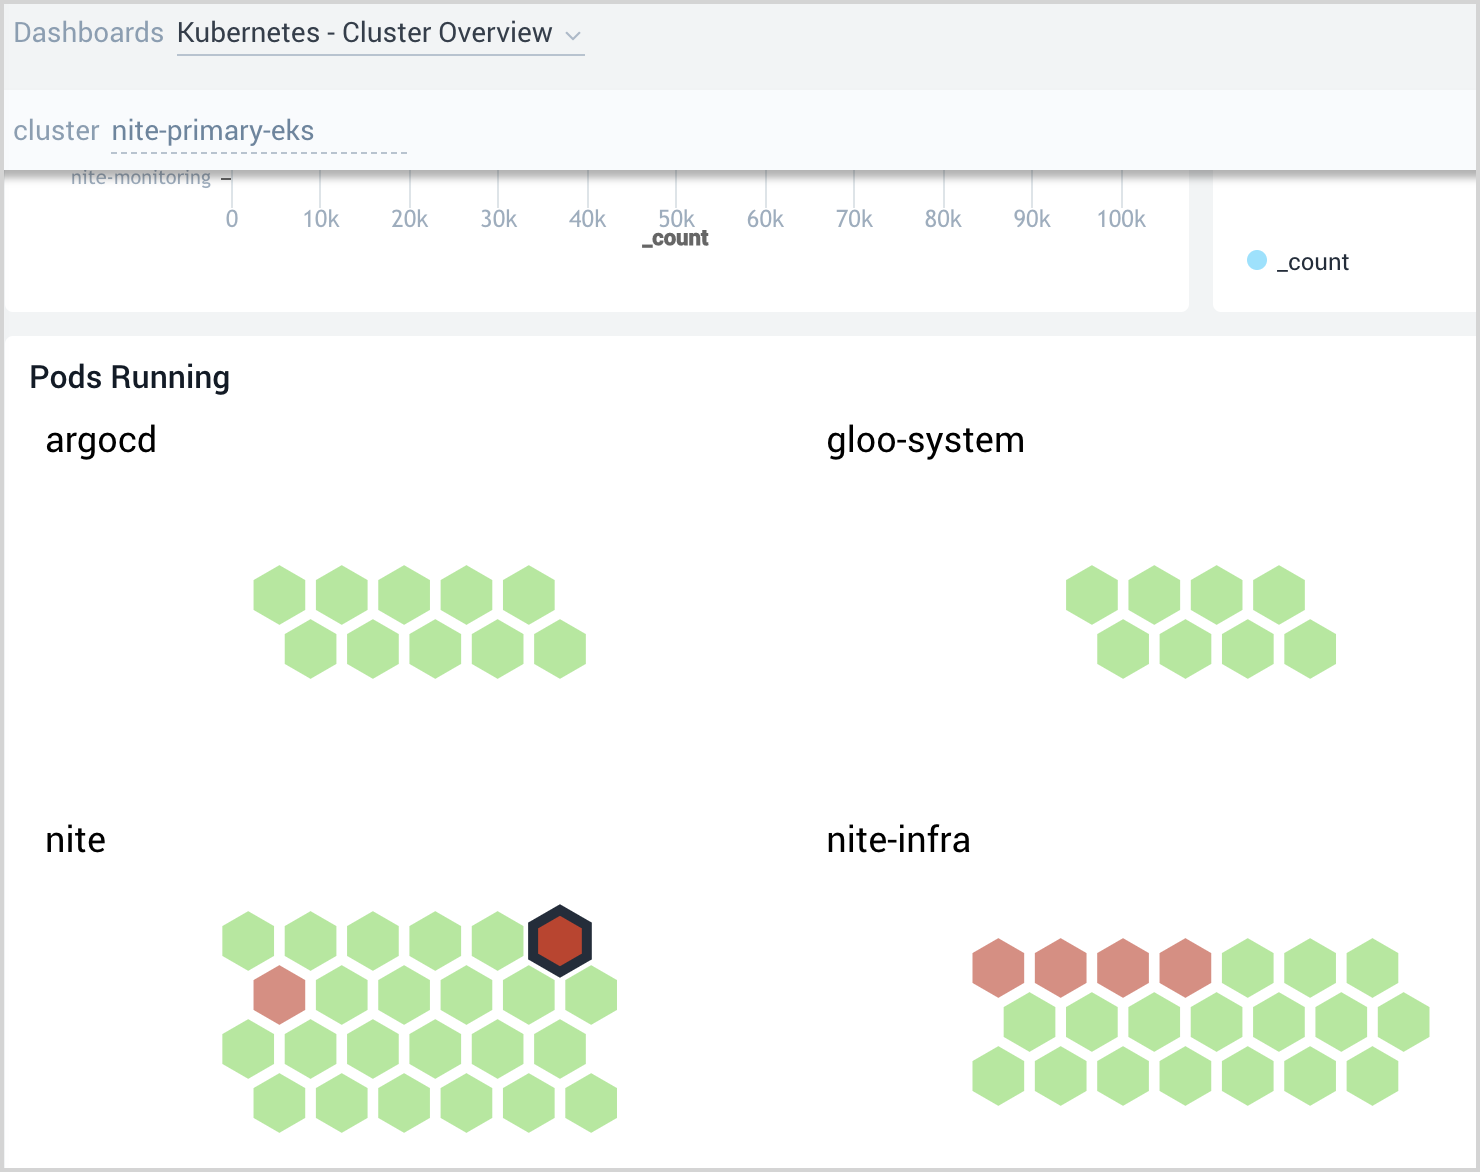 Dashboards Kubernetes - Cluster Overview
cluster nite-primary-eks
nite-monitoring
0 10k 20k 30k 40k 50k 60k 70k 80k 90k 100k
_count
_count
Pods Running
argocd
gloo-system
nite
nite-infra